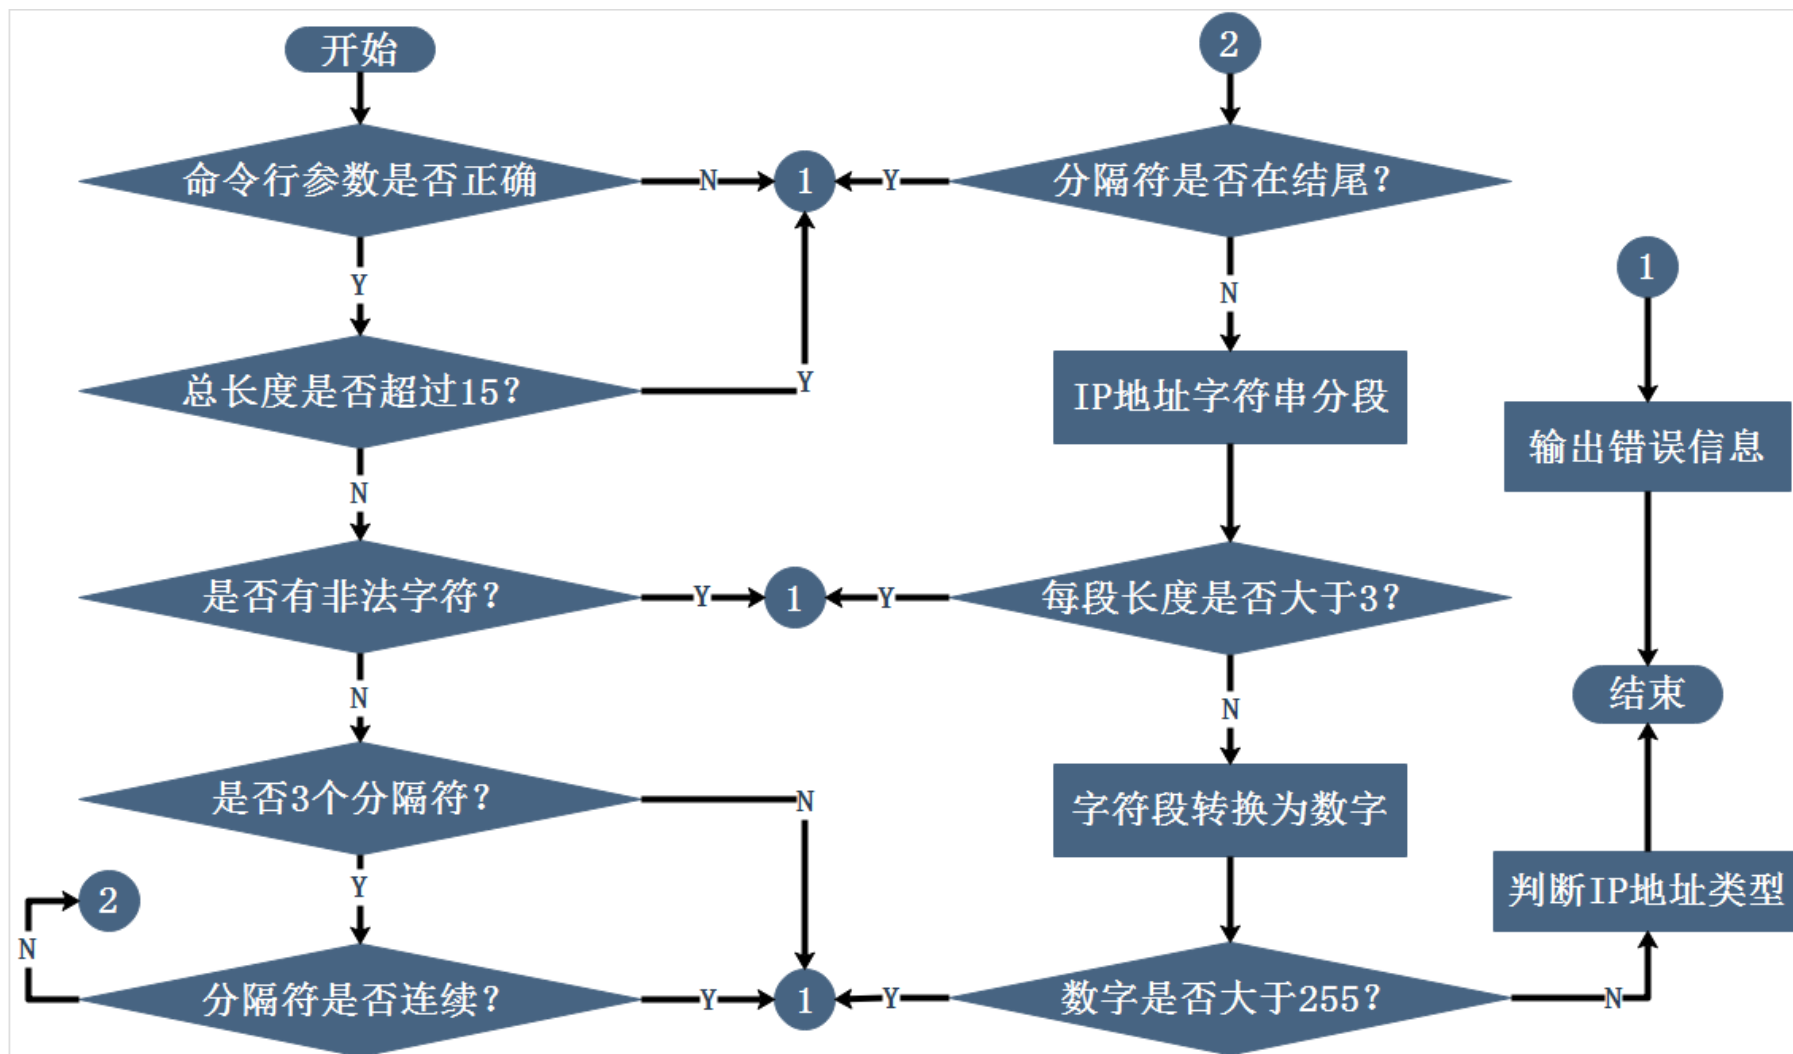 开始
命令行参数是否正确
N
1
Y
总长度是否超过15?
Y
N
是否有非法字符?
Y
1
N
是否3个分隔符?
N
Y
2
N
分隔符是否连续?
Y
1
2
分隔符是否在结尾?
Y
N
IP地址字符串分段
每段长度是否大于3?
Y
N
字符段转换为数字
数字是否大于255?
Y
N
1
输出错误信息
结束
判断IP地址类型